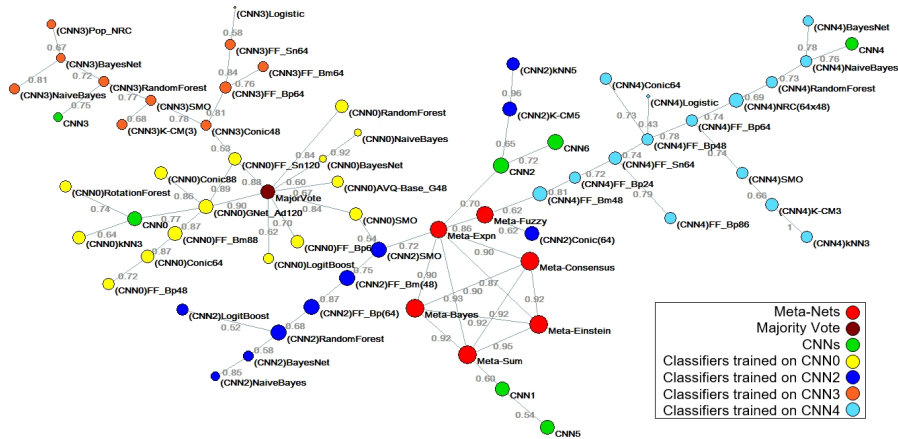 (CNN3)Logistic
(CNN3)Pop_NRC
0.58
(CNN3)FF_Sn64
0.67
(CNN3)BayesNet
0.72
0.84
(CNN3)FF_Bm64
0.76
0.81
(CNN3)RandomForest
(CNN3)FF_Bp64
(CNN3)NaiveBayes
0.75
0.77
(CNN3)SMO
CNN3
0.68
0.78
0.81
(CNN3)K-CM(3)
(CNN3)Conic48
0.63
(CNN0)RandomForest
(CNN0)NaiveBayes
0.84
0.92
(CNN0)FF_Sn120
(CNN0)BayesNet
(CNN0)Conic88
0.89
0.88
0.60
0.67
(CNN0)AVQ-Base_G48
(CNN0)RotationForest
0.86
MajorVote
0.90
0.84
(CNN0)GNet_Ad120
0.74
0.77
CNN0
(CNN0)SMO
0.64
0.87
0.70
0.62
0.54
(CNN0)kNN3
(CNN0)FF_Bm88
(CNN0)LogitBoost
0.87
(CNN0)Conic64
0.72
(CNN0)FF_Bp48
(CNN2)kNN5
0.96
(CNN2)K-CM5
0.65
CNN6
0.72
CNN2
0.70
0.72
(CNN2)SMO
0.75
(CNN2)FF_Bm(48)
0.87
(CNN2)FF_Bp(64)
(CNN2)LogitBoost
0.52
0.68
(CNN2)RandomForest
0.58
(CNN2)BayesNet
0.85
(CNN2)NaiveBayes
0.62
Meta-Fuzzy
0.86
0.62
(CNN2)Conic(64)
Meta-Expn
0.90
0.90
0.87
Meta-Consensus
0.93
0.90
0.92
Meta-Bayes
0.92
0.92
Meta-Einstein
0.92
0.95
Meta-Sum
0.60
CNN1
0.54
CNN5
(CNN4)BayesNet
0.78
CNN4
0.76
(CNN4)NaiveBayes
0.73
(CNN4)RandomForest
(CNN4)Conic64
0.69
(CNN4)NRC(64x48)
(CNN4)Logistic
0.74
(CNN4)FF_Bp64
0.73
0.43
0.78
(CNN4)FF_Bp48
0.74
0.74
(CNN4)FF_Sn64
(CNN4)SMO
0.72
(CNN4)FF_Bp24
0.81
(CNN4)FF_Bm48
0.79
0.66
(CNN4)K-CM3
(CNN4)FF_Bp86
1
(CNN4)kNN3
Meta-Nets
Majority Vote
CNNs
Classifiers trained on CNN0
Classifiers trained on CNN2
Classifiers trained on CNN3
Classifiers trained on CNN4